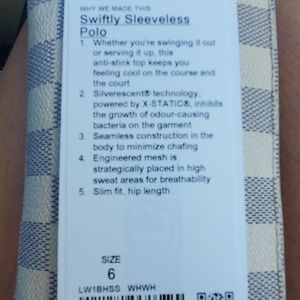 WHY WE MADE THIS
Swiftly Sleeveless
Polo
1. Whether you're swinging it out
or serving it up, this
anti-stink top keeps you
feeling cool on the course and
the court
2. Silverescent® technology,
powered by X-STATIC®, inhibits
the growth of odour-causing
bacteria on the garment
3. Seamless construction in the
body to minimize chafing
4. Engineered mesh is
strategically placed in high
sweat areas for breathability
5. Slim fit, hip length
SIZE
6
LW1BHSS WHWH